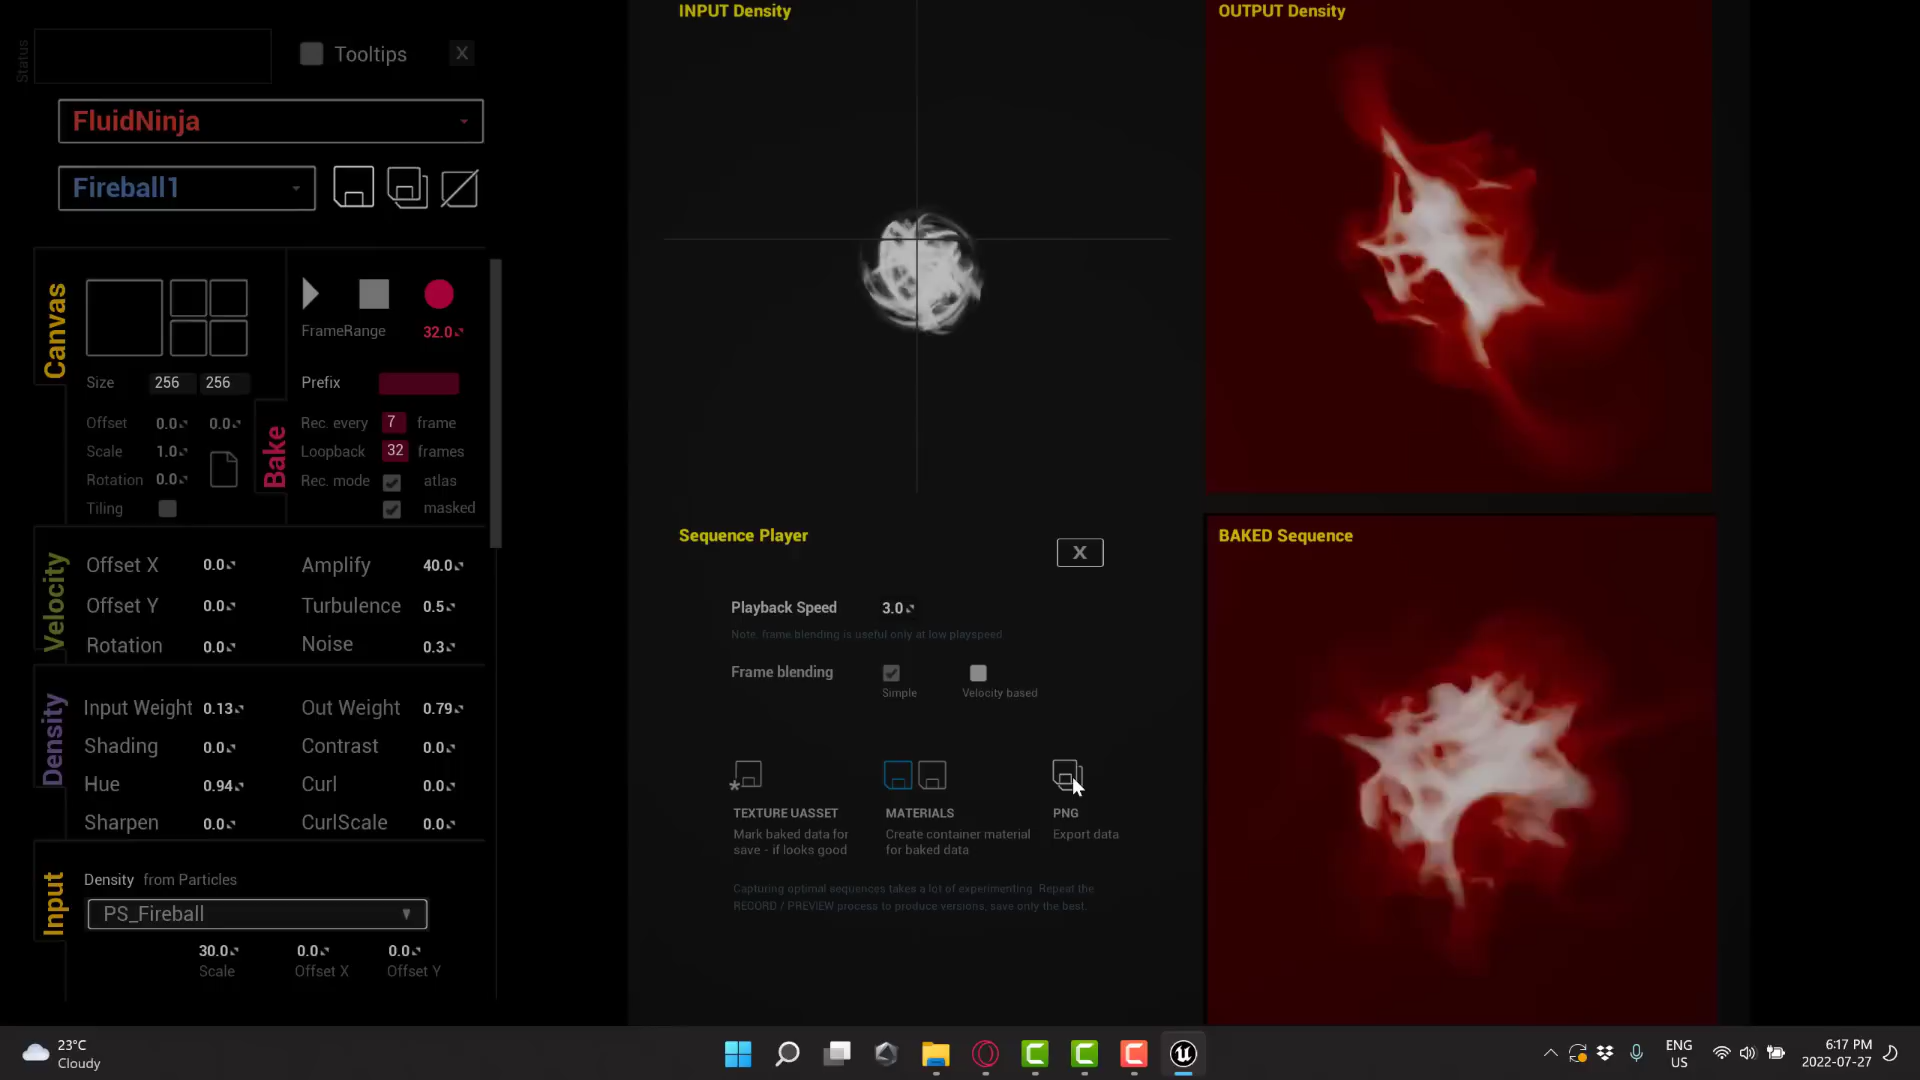 Status
Tooltips
X
FluidNinja
Fireball1
Canvas
Size 256 256
Offset 0.0 0.0
Scale 1.0
Rotation 0.0
Tiling
Bake
FrameRange 32.0
Prefix
Rec. every 7 frame
Loopback 32 frames
Rec. mode atlas
masked
Velocity
Offset X 0.0 Amplify 40.0
Offset Y 0.0 Turbulence 0.5
Rotation 0.0 Noise 0.3
Density
Input Weight 0.13 Out Weight 0.79
Shading 0.0 Contrast 0.0
Hue 0.94 Curl 0.0
Sharpen 0.0 CurlScale 0.0
Input
Density from Particles
PS_Fireball
30.0 0.0 0.0
Scale Offset X Offset Y
INPUT Density
OUTPUT Density
Sequence Player
X
Playback Speed 3.0
Note, frame blending is useful only at low playspeed
Frame blending
Simple Velocity based
*
TEXTURE UASSET
Mark baked data for
save - if looks good
MATERIALS
Create container material
for baked data
PNG
Export data
Capturing optimal sequences takes a lot of experimenting. Repeat the
RECORD / PREVIEW process to produce versions, save only the best.
BAKED Sequence
23°C
Cloudy
ENG
US
6:17 PM
2022-07-27